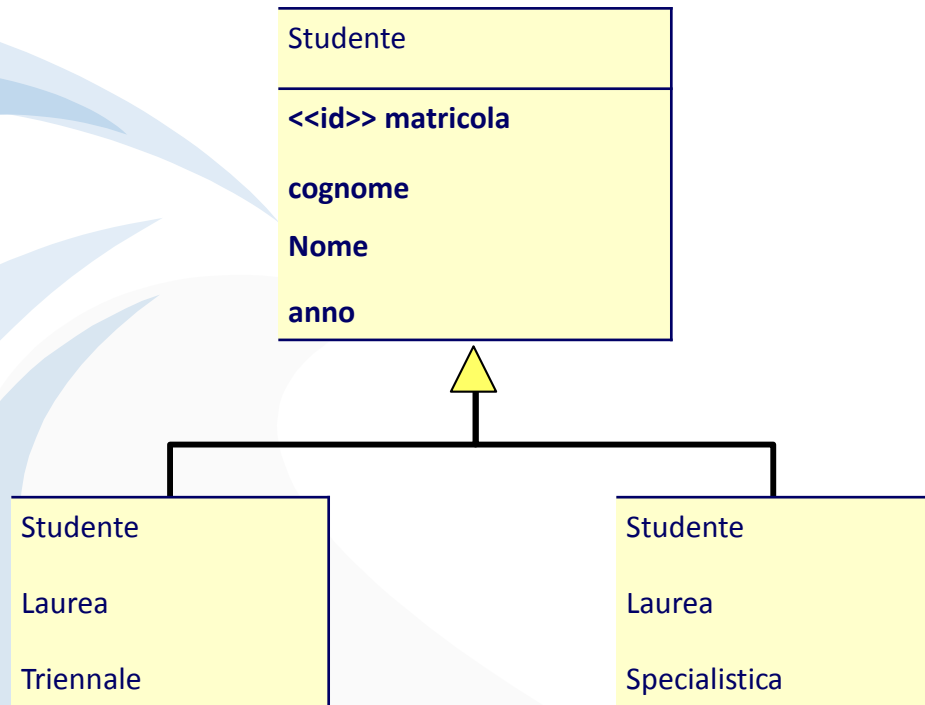 Studente
<<id>> matricola
cognome
Nome
anno
Studente
Laurea
Triennale
Studente
Laurea
Specialistica